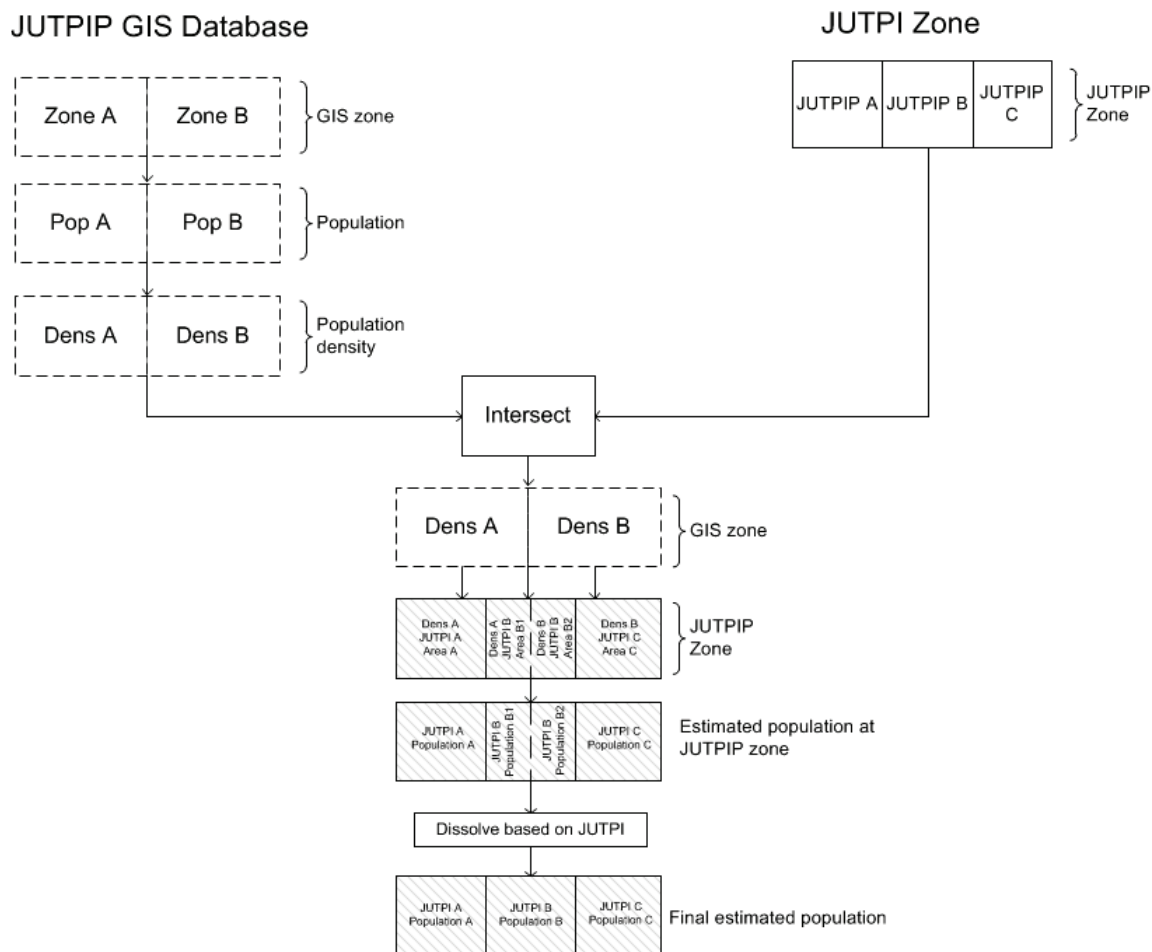 JUTPIP GIS Database
JUTPI Zone
Zone A
Zone B
GIS zone
JUTPIP A
JUTPIP B
JUTPIP
C
JUTPIP
Zone
Pop A
Pop B
Population
Dens A
Dens B
Population
density
Intersect
Dens A
Dens B
GIS zone
Dens A
JUTPI A
Area A
Dens A
JUTPI B
Area B1
Dens B
JUTPI B
Area B2
Dens B
JUTPI C
Area C
JUTPIP
Zone
JUTPI A
Population A
JUTPI B
Population B1
JUTPI B
Population B2
JUTPI C
Population C
Estimated population at
JUTPIP zone
Dissolve based on JUTPI
JUTPI A
Population A
JUTPI B
Population B
JUTPI C
Population C
Final estimated population